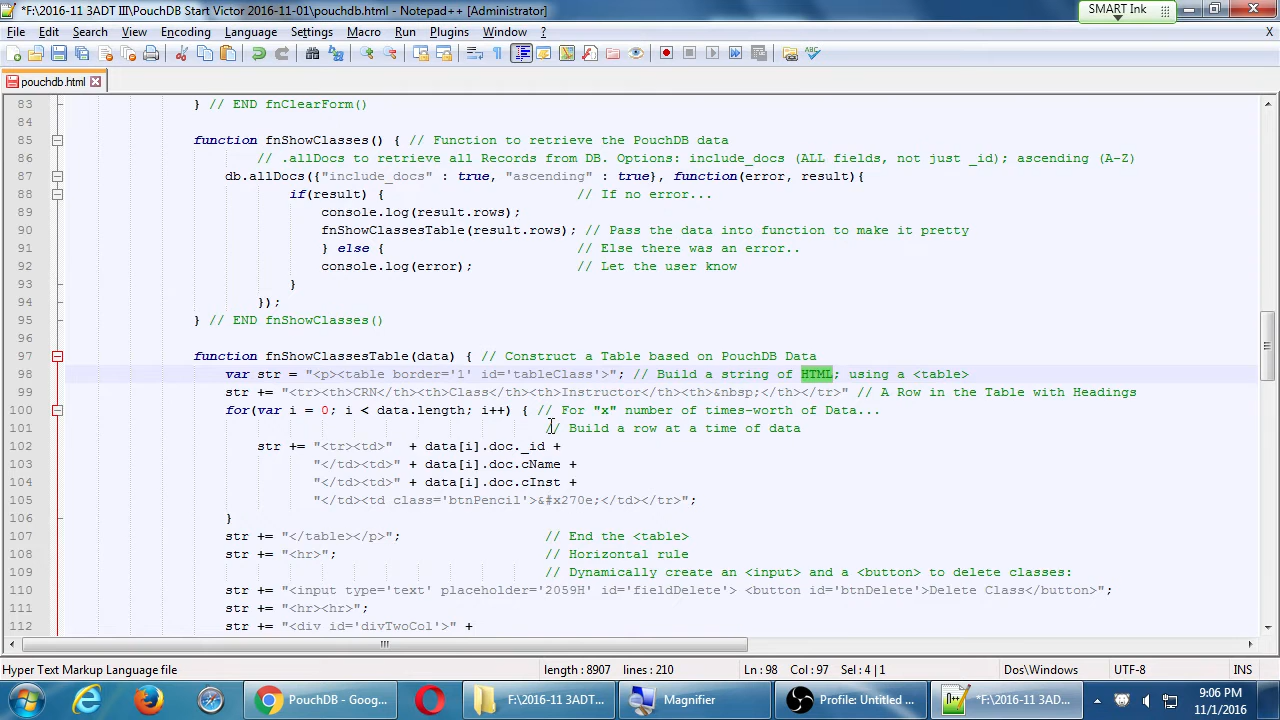 *F:\2016-11 3ADT III\PouchDB Start Victor 2016-11-01\pouchdb.html - Notepad++ [Administrator]
SMART Ink
File Edit Search View Encoding Language Settings Macro Run Plugins Window ? X
pouchdb.html
83 } // END fnClearForm()
84
85 function fnShowClasses() { // Function to retrieve the PouchDB data
86 // .allDocs to retrieve all Records from DB. Options: include_docs (ALL fields, not just _id); ascending (A-Z)
87 db.allDocs({"include_docs" : true, "ascending" : true}, function(error, result){
88 if(result) { // If no error...
89 console.log(result.rows);
90 fnShowClassesTable(result.rows); // Pass the data into function to make it pretty
91 } else { // Else there was an error..
92 console.log(error); // Let the user know
93 }
94 });
95 } // END fnShowClasses()
96
97 function fnShowClassesTable(data) { // Construct a Table based on PouchDB Data
98 var str = "<p><table border='1' id='tableClass'>"; // Build a string of HTML; using a <table>
99 str += "<tr><th>CRN</th><th>Class</th><th>Instructor</th><th>&nbsp;</th></tr>" // A Row in the Table with Headings
100 for(var i = 0; i < data.length; i++) { // For "x" number of times-worth of Data...
101 // Build a row at a time of data
102 str += "<tr><td>" + data[i].doc._id +
103 "</td><td>" + data[i].doc.cName +
104 "</td><td>" + data[i].doc.cInst +
105 "</td><td class='btnPencil'>&#x270e;</td></tr>";
106 }
107 str += "</table></p>"; // End the <table>
108 str += "<hr>"; // Horizontal rule
109 // Dynamically create an <input> and a <button> to delete classes:
110 str += "<input type='text' placeholder='2059H' id='fieldDelete'> <button id='btnDelete'>Delete Class</button>";
111 str += "<hr><hr>";
112 str += "<div id='divTwoCol'>" +
Hyper Text Markup Language file length : 8907 lines : 210 Ln : 98 Col : 97 Sel : 4 | 1 Dos\Windows UTF-8 INS
PouchDB - Goog... F:\2016-11 3ADT... Magnifier Profile: Untitled ... *F:\2016-11 3AD... 9:06 PM
11/1/2016